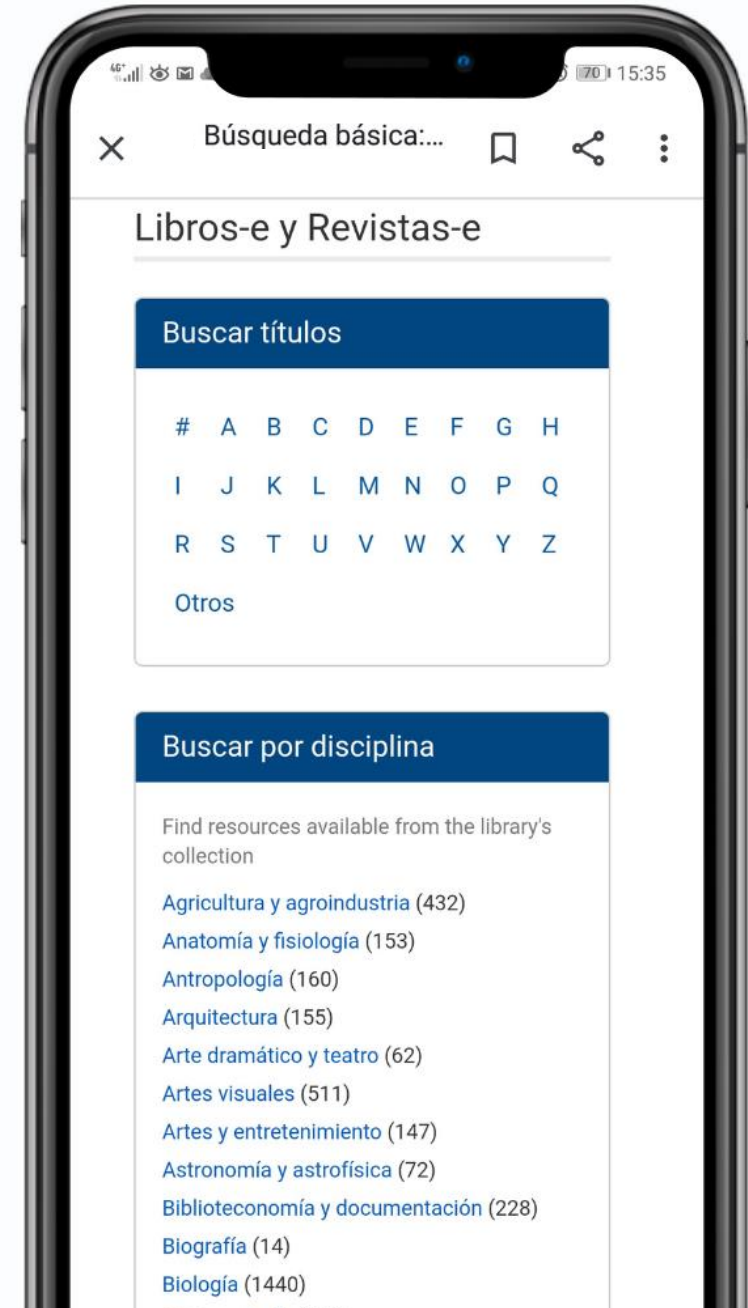 4G+ 70 15:35
Búsqueda básica:...
Libros-e y Revistas-e
Buscar títulos
# A B C D E F G H
I J K L M N O P Q
R S T U V W X Y Z
Otros
Buscar por disciplina
Find resources available from the library's
collection
Agricultura y agroindustria (432)
Anatomía y fisiología (153)
Antropología (160)
Arquitectura (155)
Arte dramático y teatro (62)
Artes visuales (511)
Artes y entretenimiento (147)
Astronomía y astrofísica (72)
Biblioteconomía y documentación (228)
Biografía (14)
Biología (1440)